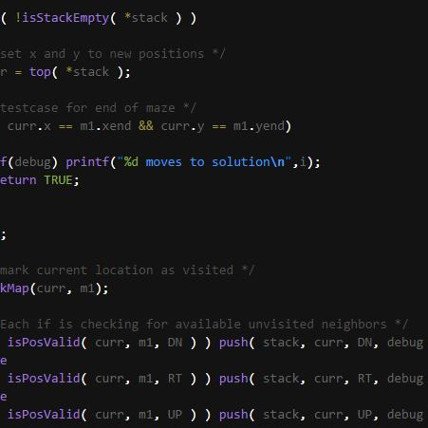 ( !isStackEmpty( *stack ) )
set x and y to new positions */
r = top( *stack );
testcase for end of maze */
curr.x == m1.xend && curr.y == m1.yend)
f(debug) printf("%d moves to solution\n",i);
eturn TRUE;
;
mark current location as visited */
kMap(curr, m1);
Each if is checking for available unvisited neighbors */
isPosValid( curr, m1, DN ) ) push( stack, curr, DN, debug
e
isPosValid( curr, m1, RT ) ) push( stack, curr, RT, debug
e
isPosValid( curr, m1, UP ) ) push( stack, curr, UP, debug